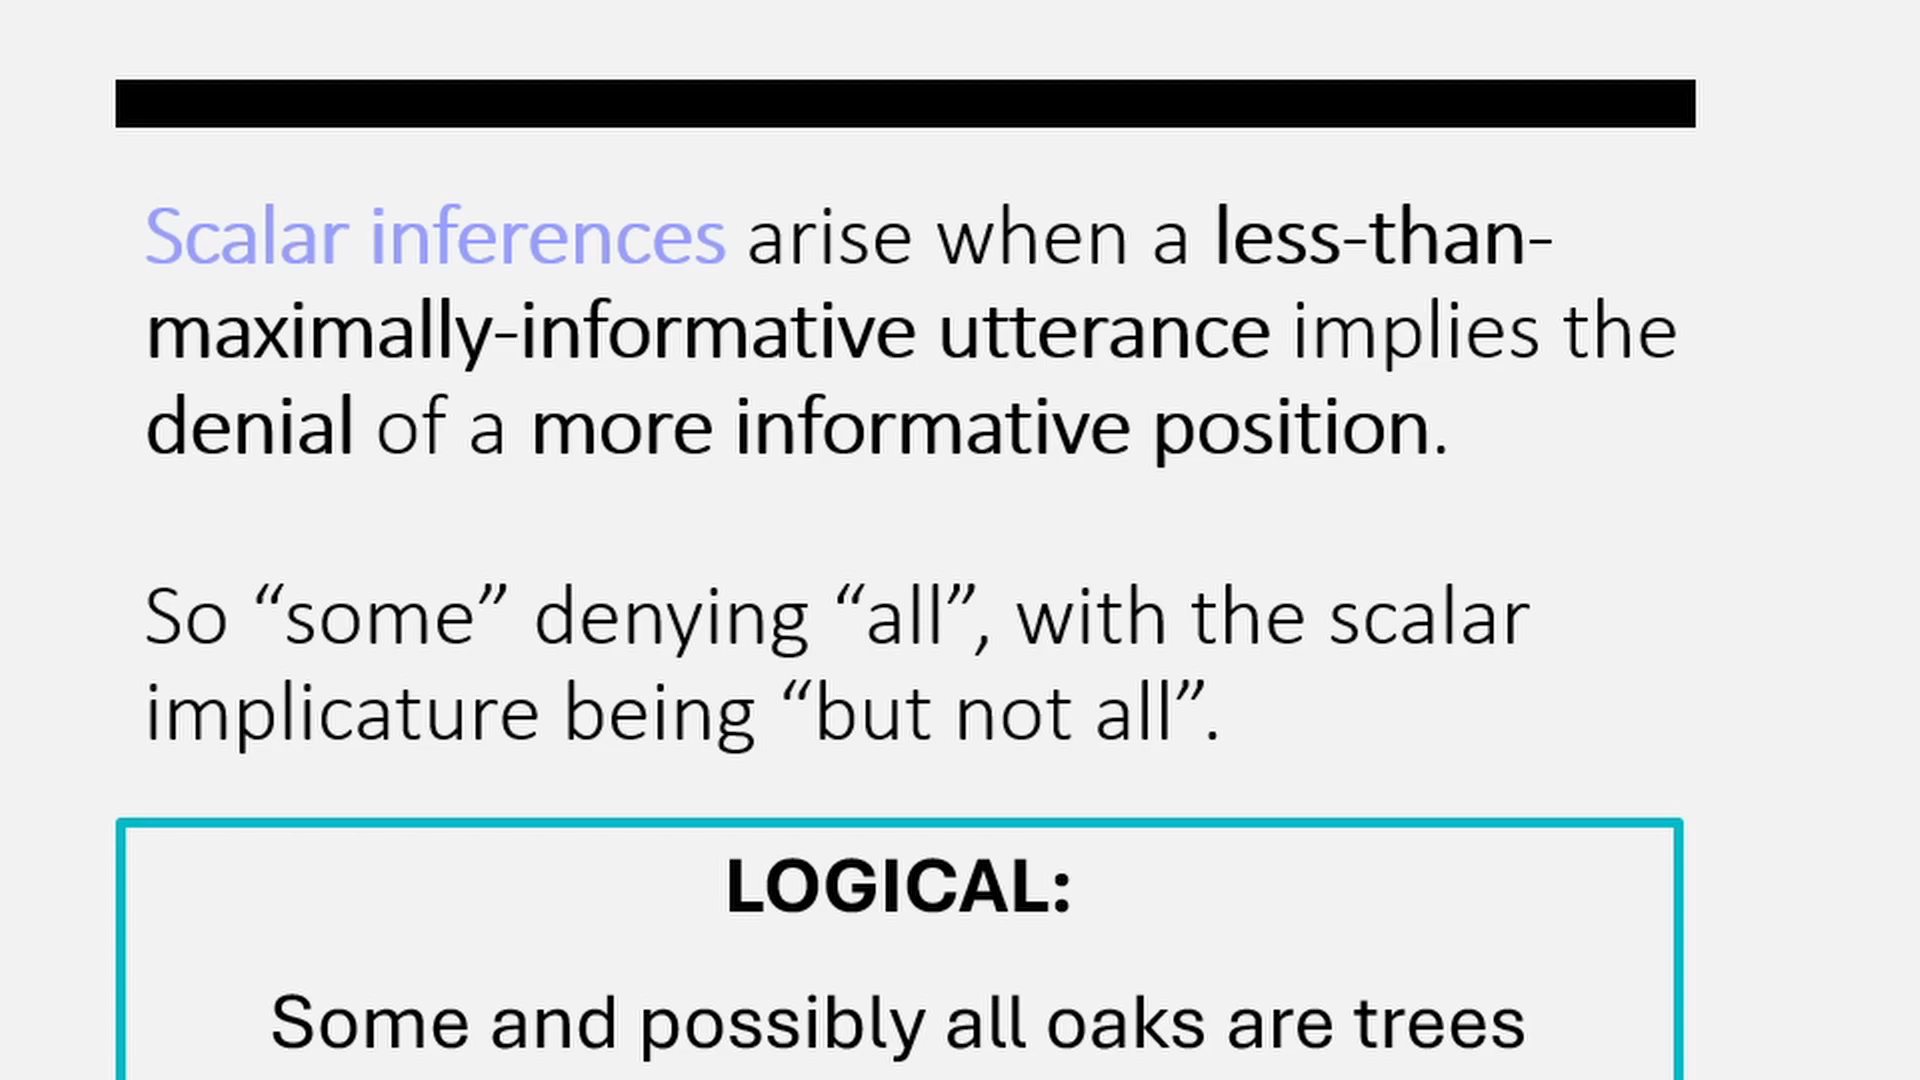 Scalar inferences arise when a less-than-
maximally-informative utterance implies the
denial of a more informative position.
So “some” denying “all”, with the scalar
implicature being “but not all”.
LOGICAL:
Some and possibly all oaks are trees